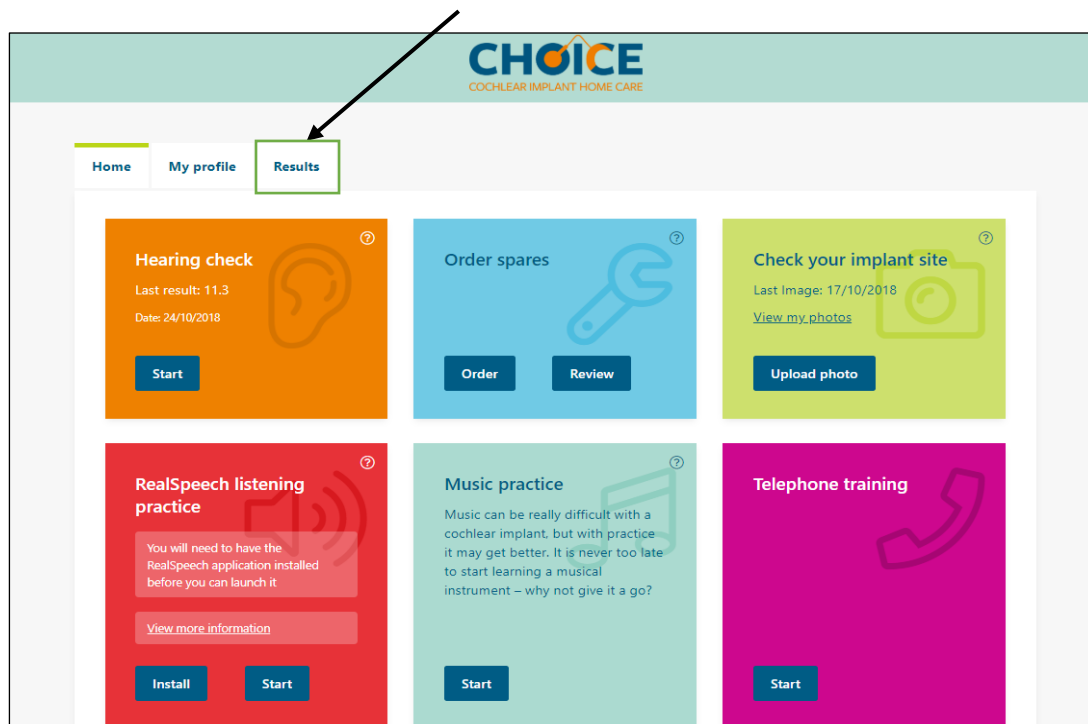 CHOICE
COCHLEAR IMPLANT HOME CARE
Home
My profile
Results
?
Hearing check
Last result: 11.3
Date: 24/10/2018
Start
?
Order spares
Order
Review
?
Check your implant site
Last Image: 17/10/2018
View my photos
Upload photo
?
RealSpeech listening
practice
You will need to have the
RealSpeech application installed
before you can launch it
View more information
Install
Start
?
Music practice
Music can be really difficult with a
cochlear implant, but with practice
it may get better. It is never too late
to start learning a musical
instrument – why not give it a go?
Start
Telephone training
Start